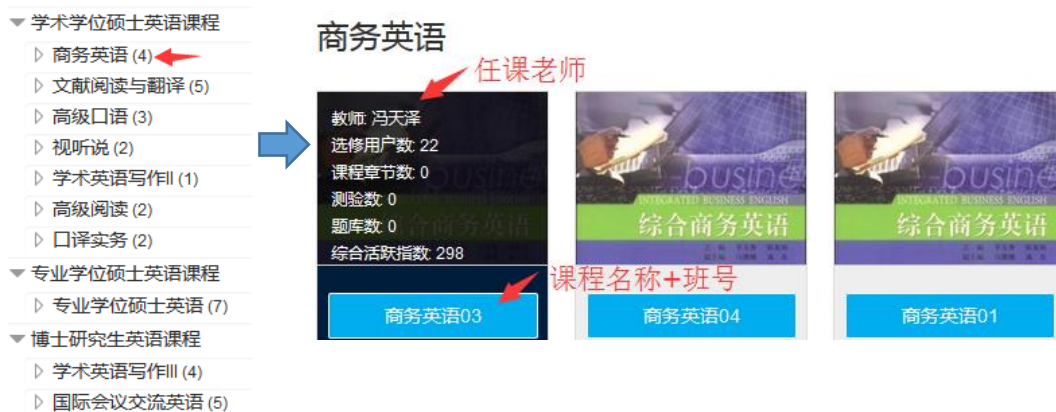 学术学位硕士英语课程
商务英语 (4)
文献阅读与翻译 (5)
高级口语 (3)
视听说 (2)
学术英语写作II (1)
高级阅读 (2)
口译实务 (2)
专业学位硕士英语课程
专业学位硕士英语 (7)
博士研究生英语课程
学术英语写作III (4)
国际会议交流英语 (5)
商务英语
任课老师
教师: 冯天泽
选修用户数: 22
课程章节数: 0
测验数: 0
题库数: 0
综合活跃指数: 298
课程名称+班号
商务英语03
busine
INTEGRATED BUSINESS ENGLISH
综合商务英语
商务英语04
busine
INTEGRATED BUSINESS ENGLISH
综合商务英语
商务英语01